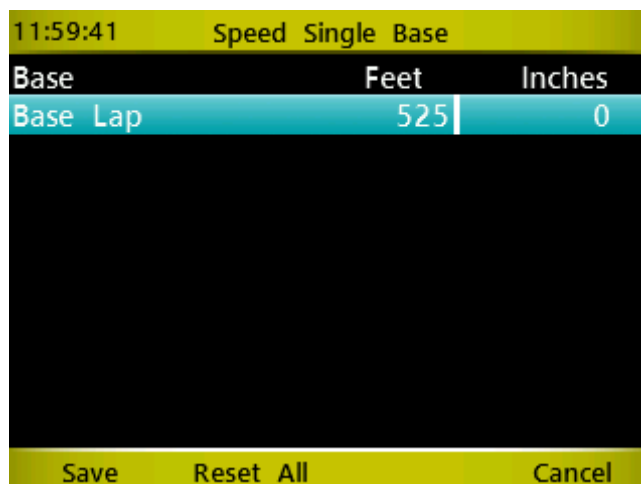 11:59:41 Speed Single Base
Base Feet Inches
Base Lap 525 0
Save Reset All Cancel